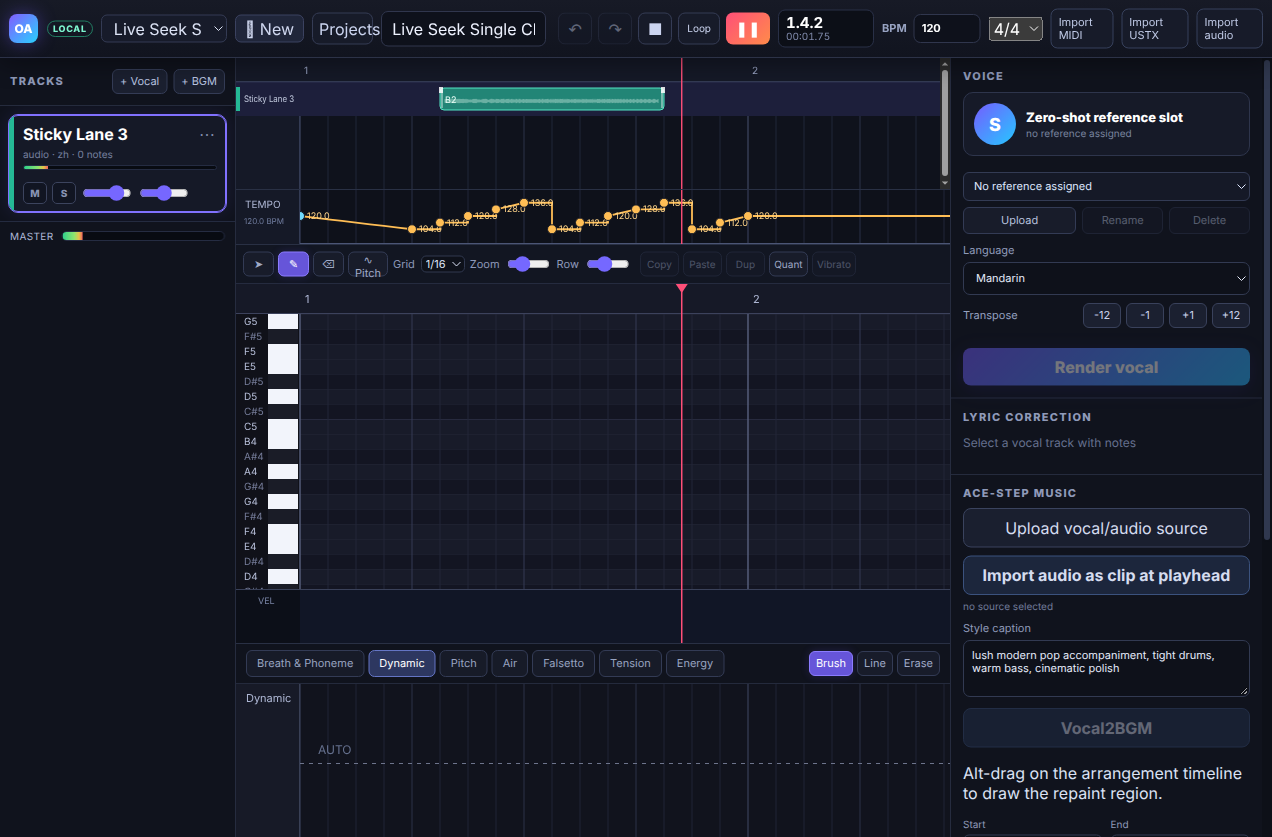 OA
LOCAL
Live Seek S
New
Projects
Live Seek Single Cl
Loop
1.4.2
00:01.75
BPM
120
4/4
Import MIDI
Import USTX
Import audio
TRACKS
+ Vocal
+ BGM
Sticky Lane 3
audio · zh · 0 notes
M
S
MASTER
1
2
Sticky Lane 3
B2
TEMPO
120.0 BPM
120.0
104.0
112.0
120.0
128.0
136.0
104.0
112.0
120.0
128.0
136.0
104.0
112.0
120.0
Pitch
Grid
1/16
Zoom
Row
Copy
Paste
Dup
Quant
Vibrato
1
2
G5
F#5
F5
E5
D#5
D5
C#5
C5
B4
A#4
A4
G#4
G4
F#4
F4
E4
D#4
D4
VEL
Breath & Phoneme
Dynamic
Pitch
Air
Falsetto
Tension
Energy
Brush
Line
Erase
Dynamic
AUTO
VOICE
S
Zero-shot reference slot
no reference assigned
No reference assigned
Upload
Rename
Delete
Language
Mandarin
Transpose
-12
-1
+1
+12
Render vocal
LYRIC CORRECTION
Select a vocal track with notes
ACE-STEP MUSIC
Upload vocal/audio source
Import audio as clip at playhead
no source selected
Style caption
lush modern pop accompaniment, tight drums,
warm bass, cinematic polish
Vocal2BGM
Alt-drag on the arrangement timeline
to draw the repaint region.
Start
End